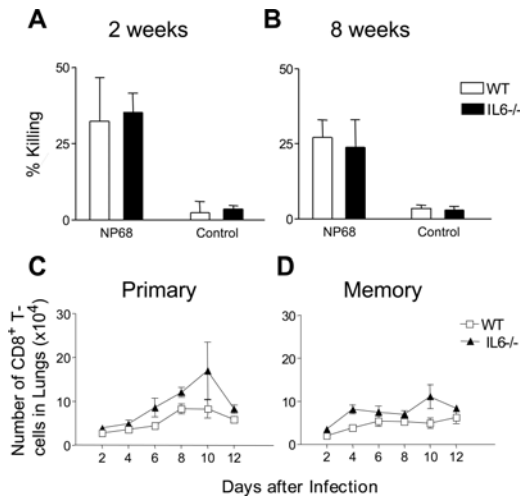 A 2 weeks
B 8 weeks
50
25
0
% Killing
NP68 Control
50
25
0
NP68 Control
WT
IL6-/-
C Primary
D Memory
Number of CD8⁺ T-
cells in Lungs (x10⁴)
30
20
10
0
2 4 6 8 10 12
30
20
10
0
2 4 6 8 10 12
WT
IL6-/-
Days after Infection